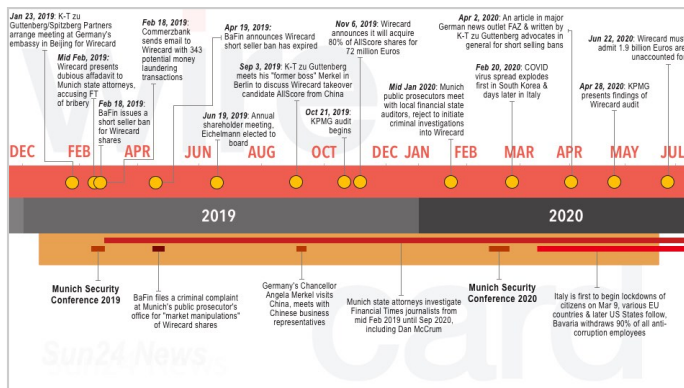 Jan 23, 2019: K-T zu
Guttenberg/Spitzberg Partners
arrange meeting at Germany's
embassy in Beijing for Wirecard
Mid Feb, 2019:
Wirecard presents
dubious affadavit to
Munich state attorneys,
accusing FT
of bribery
Feb 18, 2019:
BaFin issues a
short seller ban
for Wirecard
shares
Feb 18, 2019:
Commerzbank
sends email to
Wirecard with 343
potential money
laundering
transactions
Apr 19, 2019:
BaFin announces Wirecard
short seller ban has expired
Sep 3, 2019: K-T zu Guttenberg
meets his "former boss" Merkel in
Berlin to discuss Wirecard takeover
candidate AllScore from China
Jun 19, 2019: Annual
shareholder meeting,
Eichelmann elected to
board
Oct 21, 2019:
KPMG audit
begins
Nov 6, 2019: Wirecard
announces it will acquire
80% of AllScore shares for
72 million Euros
Mid Jan 2020: Munich
public prosecutors meet
with local financial state
auditors, reject to initiate
criminal investigations
into Wirecard
Apr 2, 2020: An article in major
German news outlet FAZ & written
by K-T zu Guttenberg advocates in
general for short selling bans
Feb 20, 2020: COVID
virus spread explodes
first in South Korea &
days later in Italy
Apr 28, 2020: KPMG
presents findings of
Wirecard audit
Jun 22, 2020: Wirecard must
admit 1.9 billion Euros are
unaccounted for
wire
DEC FEB APR JUN AUG OCT DEC JAN FEB MAR APR MAY JUL
2019 2020
Munich Security
Conference 2019
BaFin files a criminal complaint
at Munich's public prosecutor's
office for "market manipulations"
of Wirecard shares
Germany's Chancellor
Angela Merkel visits
China, meets with
Chinese business
representatives
Munich state attorneys investigate
Financial Times journalists from
mid Feb 2019 until Sep 2020,
including Dan McCrum
Munich Security
Conference 2020
Italy is first to begin lockdowns of
citizens on Mar 9, various EU
countries & later US States follow,
Bavaria withdraws 90% of all anti-
corruption employees
card
Sun24 News